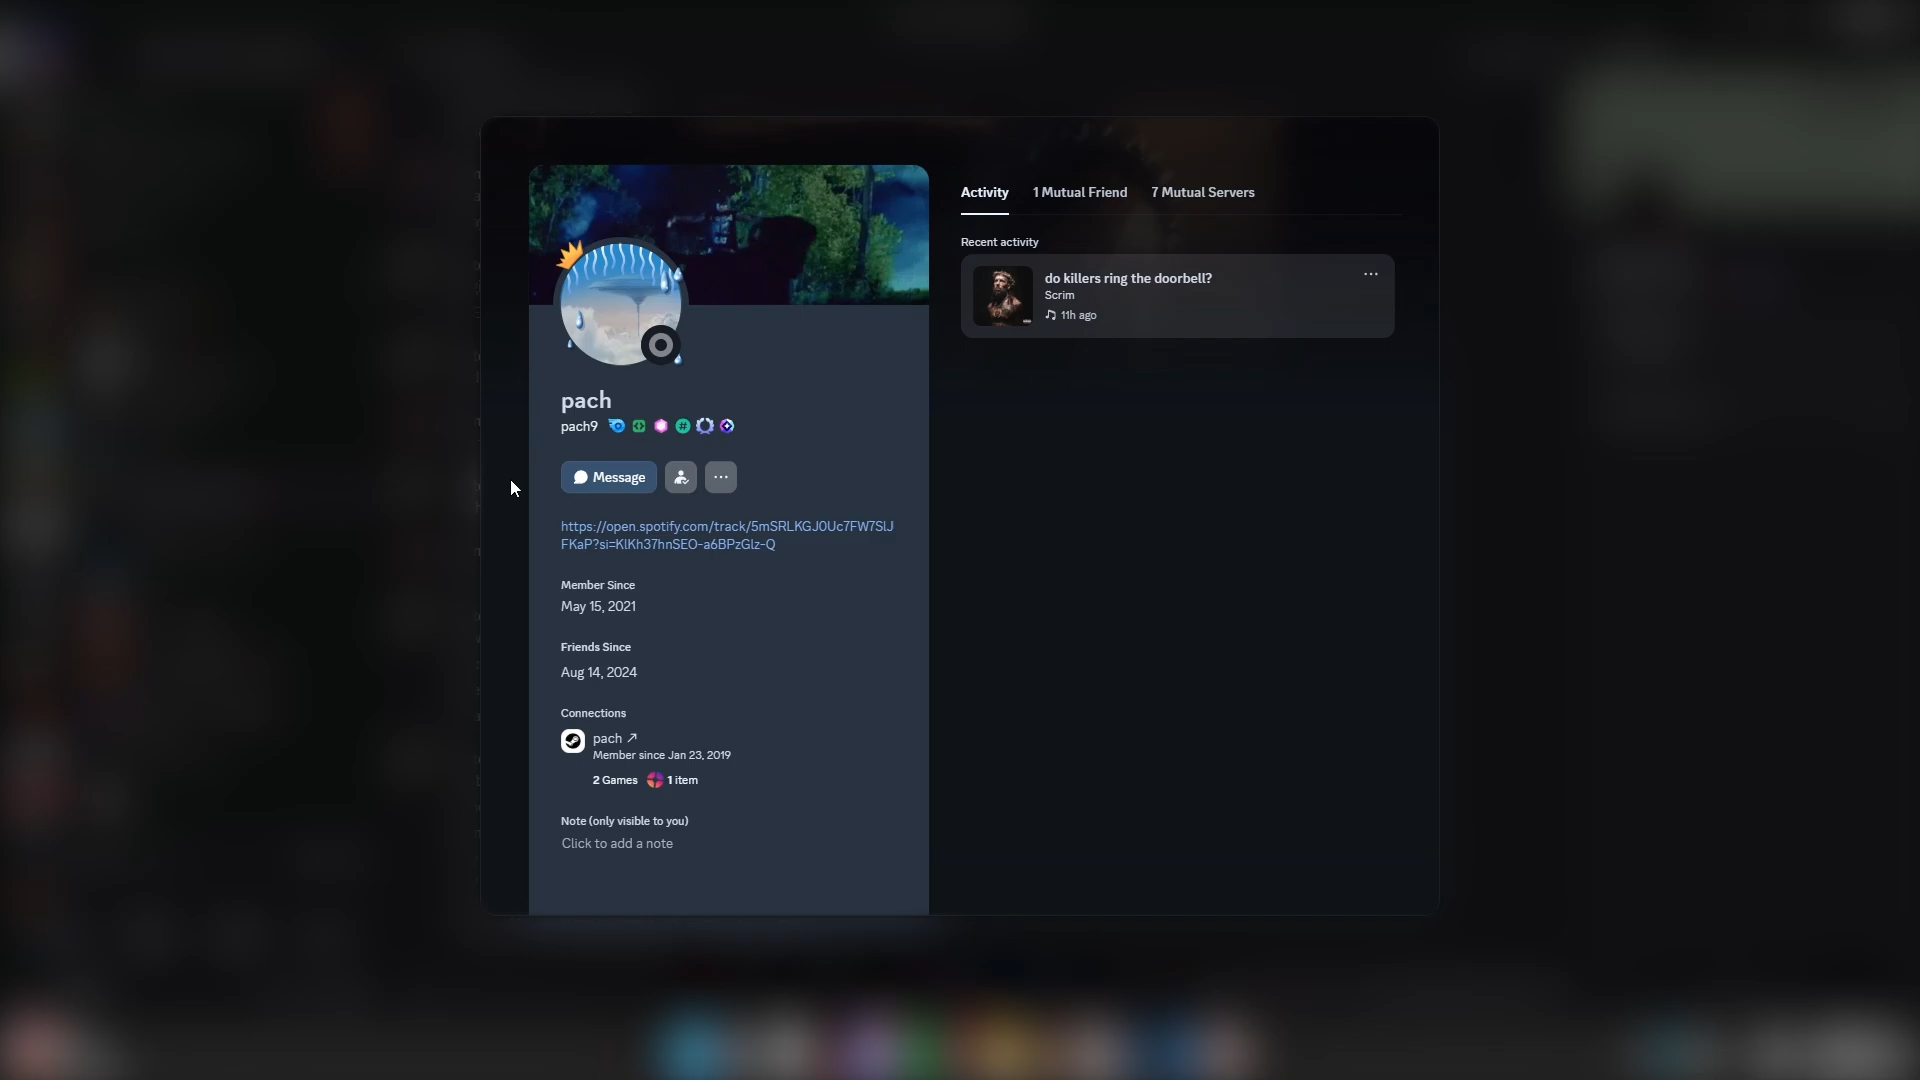 Activity
1 Mutual Friend
7 Mutual Servers
Recent activity
do killers ring the doorbell?
Scrim
11h ago
pach
pach9
Message
https://open.spotify.com/track/5mSRLKGJ0Uc7FW7SlJ
FKaP?si=KlKh37hnSEO-a6BPzGlz-Q
Member Since
May 15, 2021
Friends Since
Aug 14, 2024
Connections
pach
Member since Jan 23, 2019
2 Games 1 item
Note (only visible to you)
Click to add a note